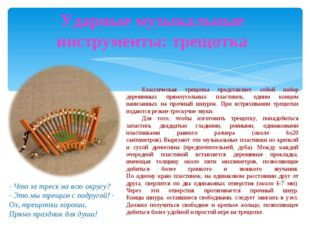 Ударные музыкальные
инструменты: трещотка
Классическая трещотка представляет собой набор
деревянных прямоугольных пластинок, одним концом
нанизанных на прочный шнурок. При встряхивании трещотки
издаются резкие трескучие звуки.
Для того, чтобы изготовить трещотку, понадобиться
запастись двадцатью гладкими, ровными, одинаковыми
пластинками равного размера (около 6х20
сантиметров). Вырезают эти музыкальные пластинки из крепкой
и сухой древесины (предпочтительней, дуба). Между каждой
очередной пластинкой вставляется деревянная прокладка,
имеющая толщину около пяти миллиметров, позволяющее
добиться более громкого и звонкого звучания.
По одному краю пластинок, на одинаковом расстоянии друг от
друга, сверлится по два одинаковых отверстия (около 6-7 мм).
Через эти отверстия протягивается прочный шнур.
Концы шнура, оставшиеся свободными, следует завязать в узел.
Должно получиться свободное и крепкое кольцо, позволяющее
добиться более удобной и простой игре на трещотке.
- Что за треск на всю округу?
- Это мы трещим с подругой! -
Ох, трещотки хороши,
Прямо праздник для души!